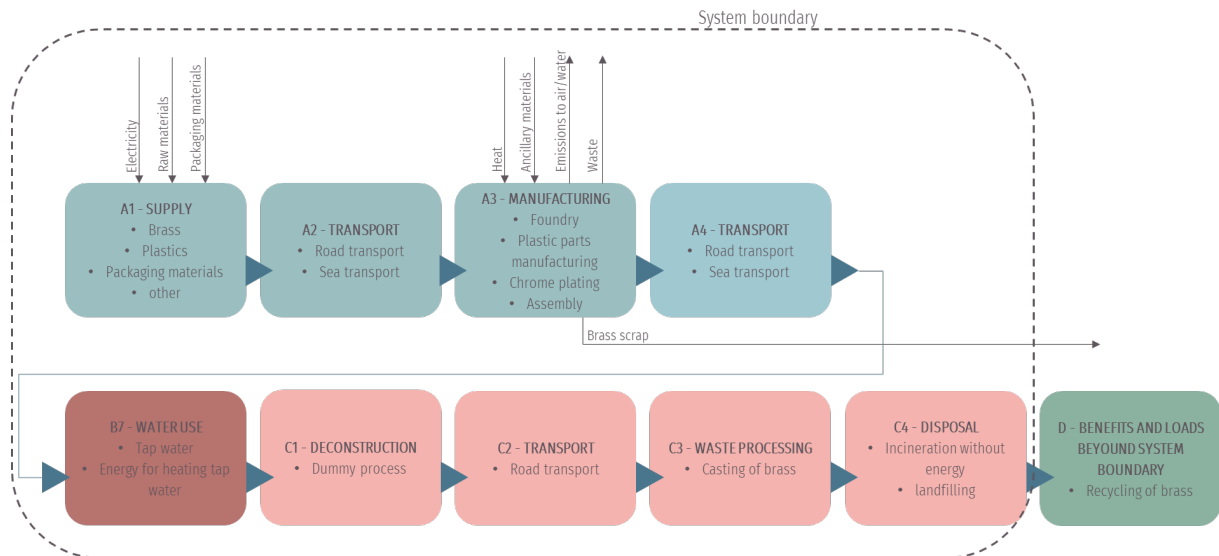 System boundary
Electricity
Raw materials
Packaging materials
Heat
Ancillary materials
Emissions to air/water
Waste
A1 - SUPPLY
• Brass
• Plastics
• Packaging materials
• other
A2 - TRANSPORT
• Road transport
• Sea transport
A3 - MANUFACTURING
• Foundry
• Plastic parts
manufacturing
• Chrome plating
• Assembly
A4 - TRANSPORT
• Road transport
• Sea transport
Brass scrap
B7 - WATER USE
• Tap water
• Energy for heating tap
water
C1 - DECONSTRUCTION
• Dummy process
C2 - TRANSPORT
• Road transport
C3 - WASTE PROCESSING
• Casting of brass
C4 - DISPOSAL
• Incineration without
energy
• landfilling
D - BENEFITS AND LOADS
BEYOUND SYSTEM
BOUNDARY
• Recycling of brass